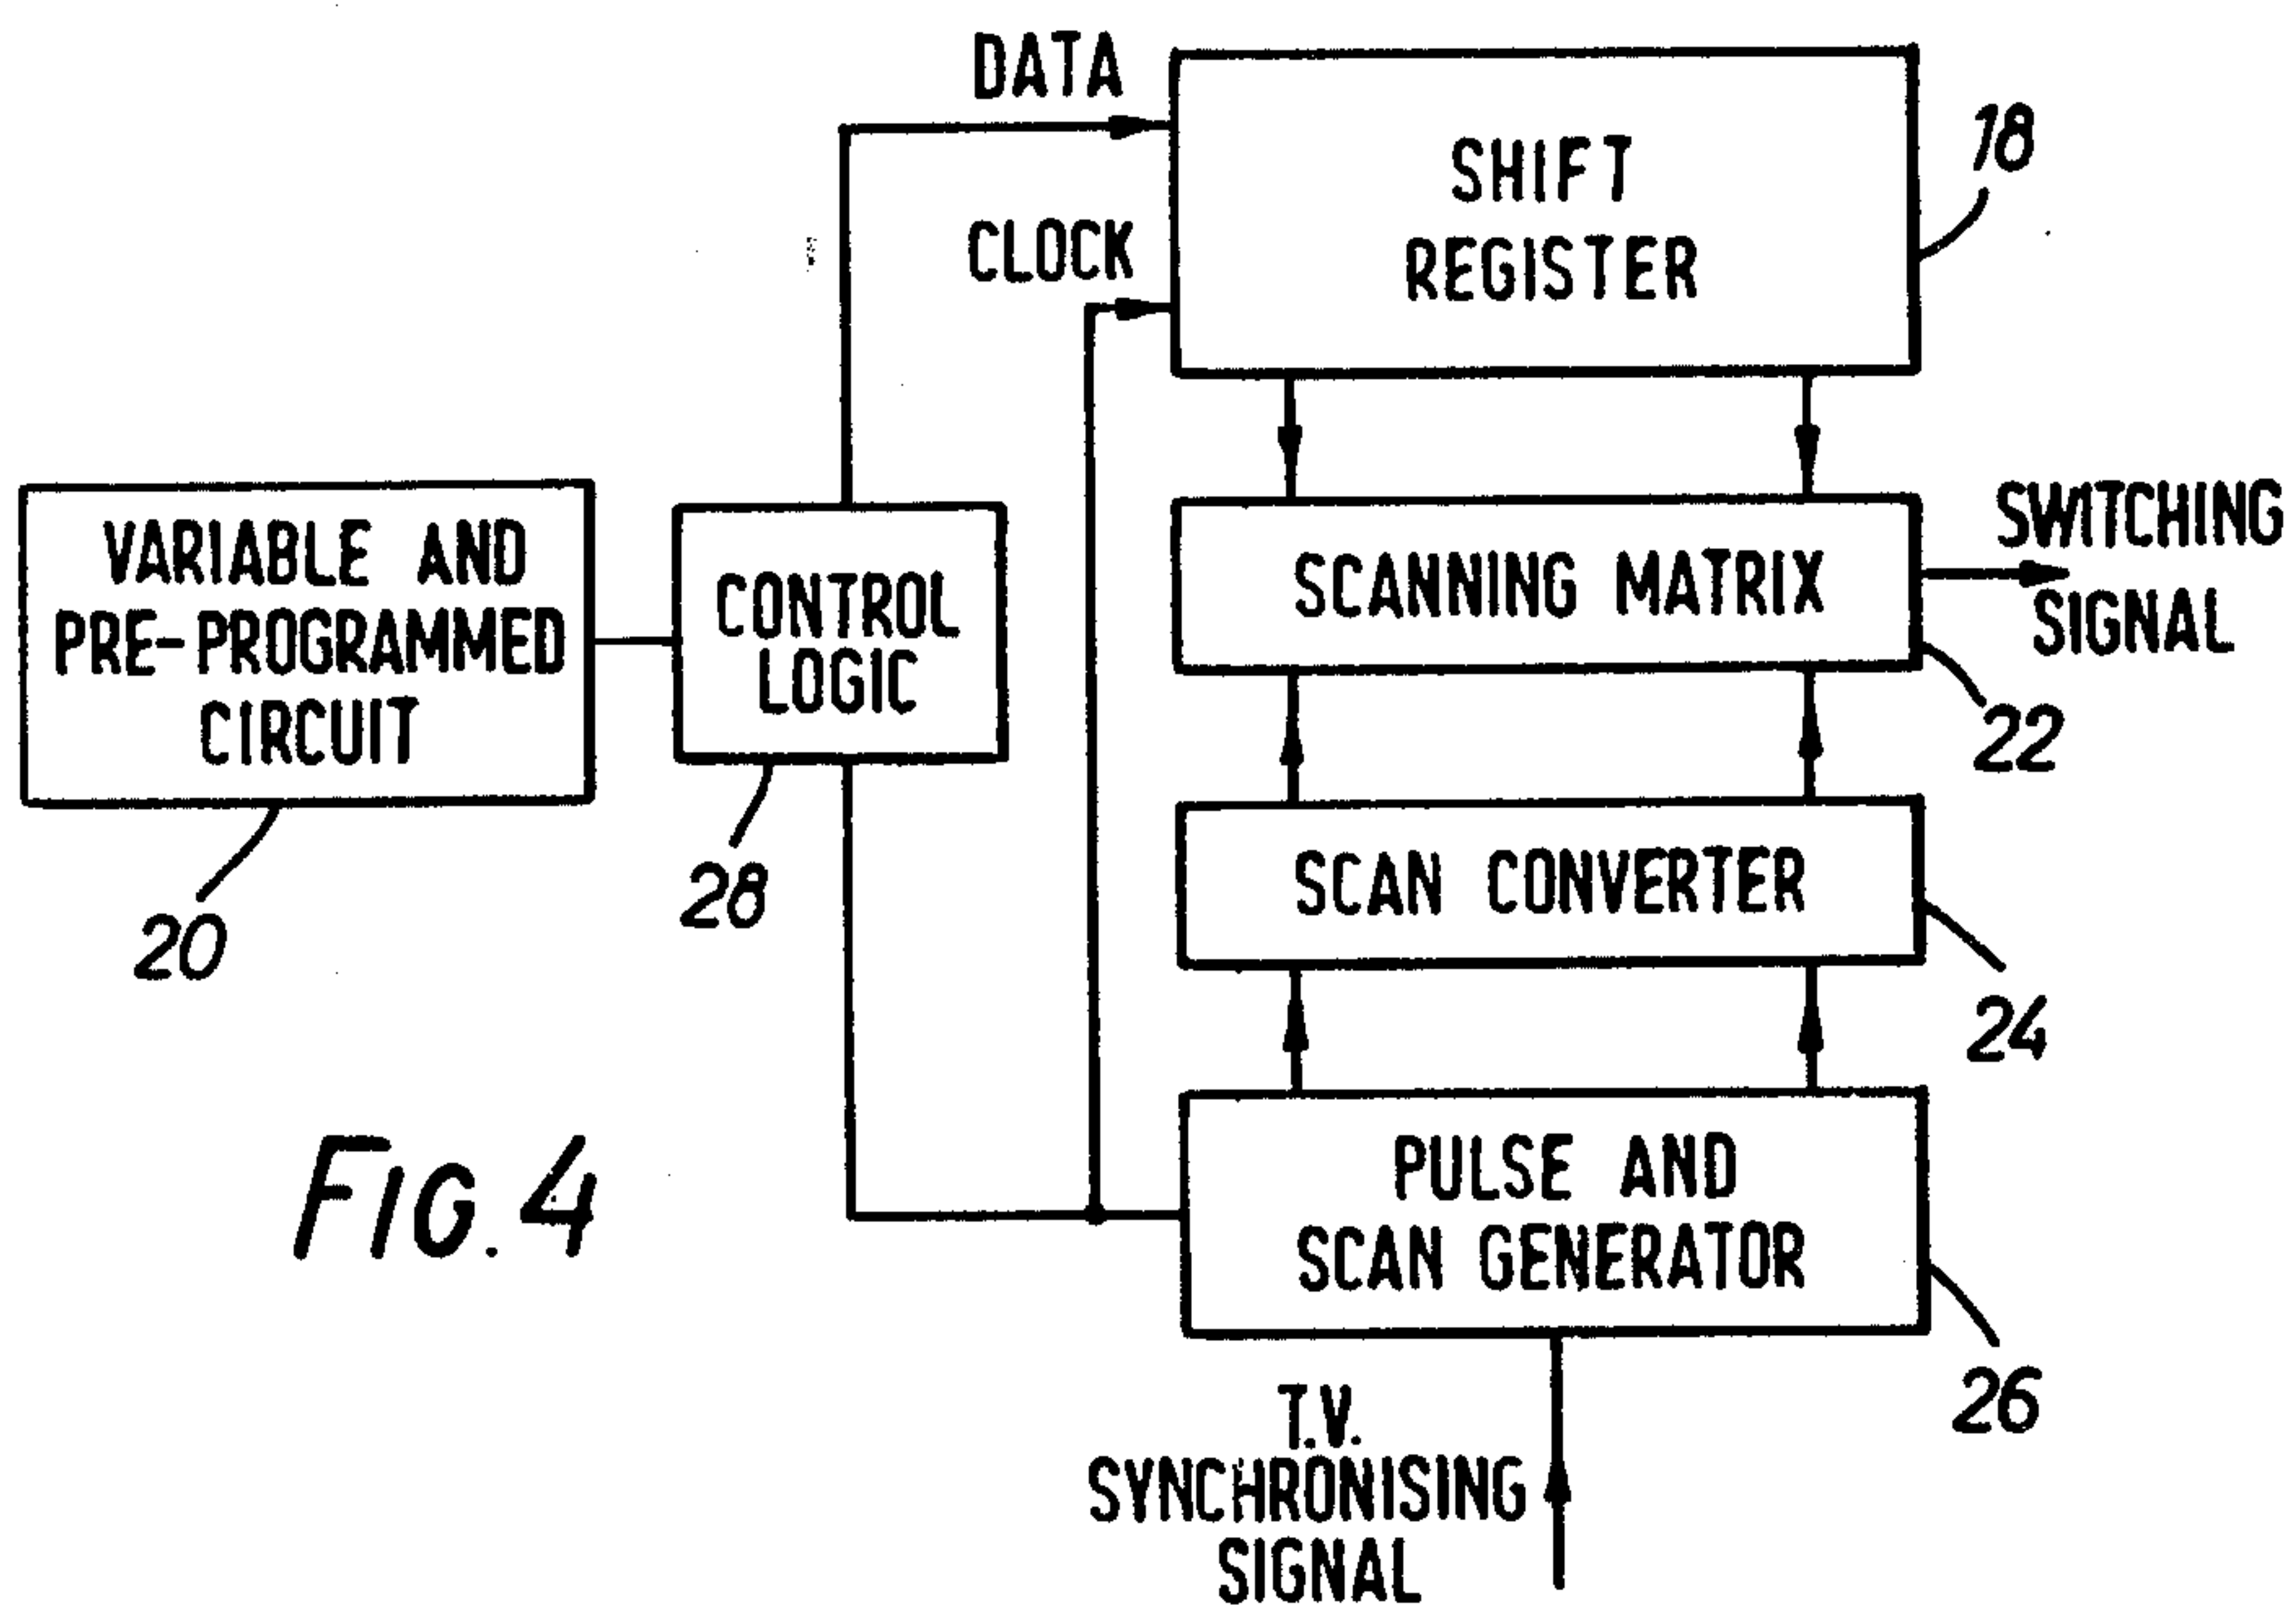 DATA
SHIFT
REGISTER
18
CLOCK
VARIABLE AND
PRE-PROGRAMMED
CIRCUIT
20
CONTROL
LOGIC
28
SCANNING MATRIX
SWITCHING
SIGNAL
22
SCAN CONVERTER
24
PULSE AND
SCAN GENERATOR
26
T.V.
SYNCHRONISING
SIGNAL
FIG. 4